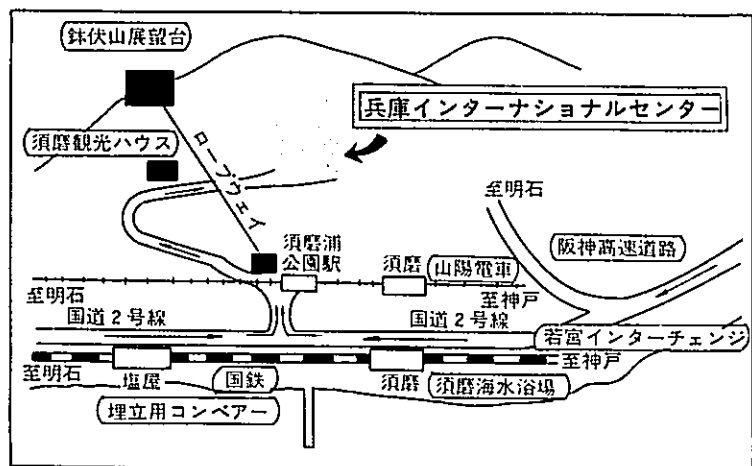 鉢伏山展望台
兵庫インターナショナルセンター
須磨観光ハウス
ロープウェイ
至明石
阪神高速道路
須磨浦
公園駅
須磨
山陽電車
至明石
至神戸
国道2号線
国道2号線
若宮インターチェンジ
至明石
塩屋
国鉄
須磨
須磨海水浴場
至神戸
埋立用コンベアー